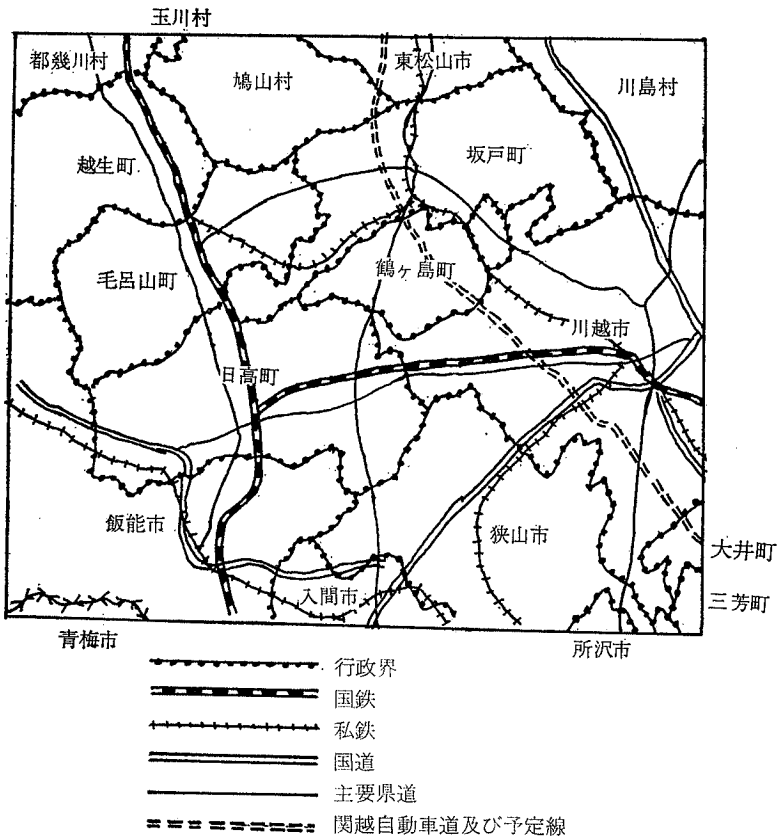 玉川村
都幾川村
鳩山村
東松山市
川島村
越生町
坂戸町
毛呂山町
鶴ヶ島町
川越市
日高町
飯能市
狭山市
大井町
入間市
三芳町
青梅市
所沢市
行政界
国鉄
私鉄
国道
主要県道
関越自動車道及び予定線